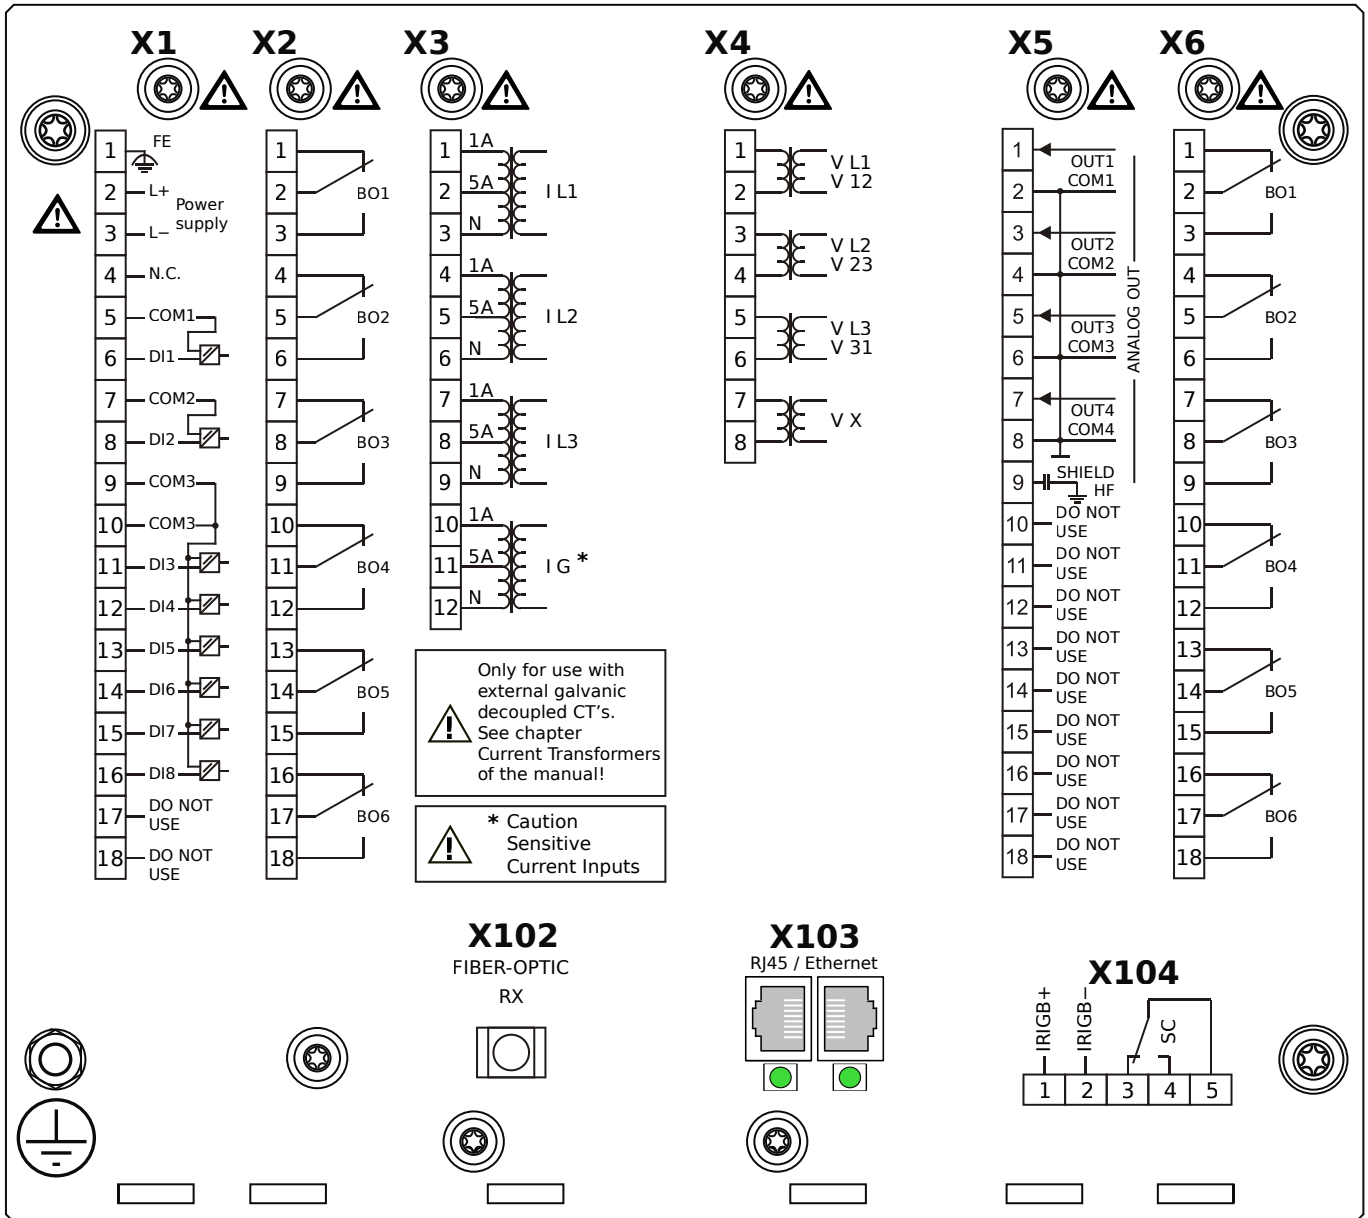 X1 X2 X3 X4 X5 X6
1 FE
2 L+
Power
supply
3 L−
4 N.C.
5 COM1
6 DI1
7 COM2
8 DI2
9 COM3
10 COM3
11 DI3
12 DI4
13 DI5
14 DI6
15 DI7
16 DI8
17 DO NOT
USE
18 DO NOT
USE
1
2 BO1
3
4
5 BO2
6
7
8 BO3
9
10
11 BO4
12
13
14 BO5
15
16
17 BO6
18
1 1A
2 5A I L1
3 N
4 1A
5 5A I L2
6 N
7 1A
8 5A I L3
9 N
10 1A
11 5A I G *
12 N
Only for use with
external galvanic
decoupled CT's.
See chapter
Current Transformers
of the manual!
* Caution
Sensitive
Current Inputs
1 V L1
2 V 12
3 V L2
4 V 23
5 V L3
6 V 31
7 V X
8
1 OUT1
2 COM1
3 OUT2
4 COM2
5 OUT3
6 COM3
7 OUT4
8 COM4
ANALOG OUT
9 SHIELD
HF
10 DO NOT
USE
11 DO NOT
USE
12 DO NOT
USE
13 DO NOT
USE
14 DO NOT
USE
15 DO NOT
USE
16 DO NOT
USE
17 DO NOT
USE
18 DO NOT
USE
1
2 BO1
3
4
5 BO2
6
7
8 BO3
9
10
11 BO4
12
13
14 BO5
15
16
17 BO6
18
X102
FIBER-OPTIC
RX
X103
RJ45 / Ethernet
X104
IRIGB+ IRIGB− SC
1 2 3 4 5